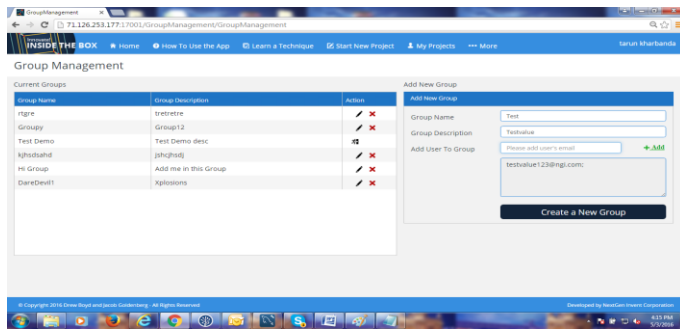 GroupManagement
71.126.253.177:17001/GroupManagement/GroupManagement
INSIDE THE BOX Home How To Use the App Learn a Technique Start New Project My Projects ••• More tarun kharbanda
Group Management
Current Groups
Group Name Group Description Action
rtgre tretretre
Groupy Group12
Test Demo Test Demo desc
kjhsdsahd jshcjhsdj
Hi Group Add me in this Group
DareDevil1 Xplosions
Add New Group
Add New Group
Group Name Test
Group Description Testvalue
Add User To Group Please add user's email +Add
testvalue123@ngi.com;
Create a New Group
© Copyright 2016 Drew Boyd and Jacob Goldenberg - All Rights Reserved Developed by NextGen Invent Corporation
4:15 PM
5/3/2016